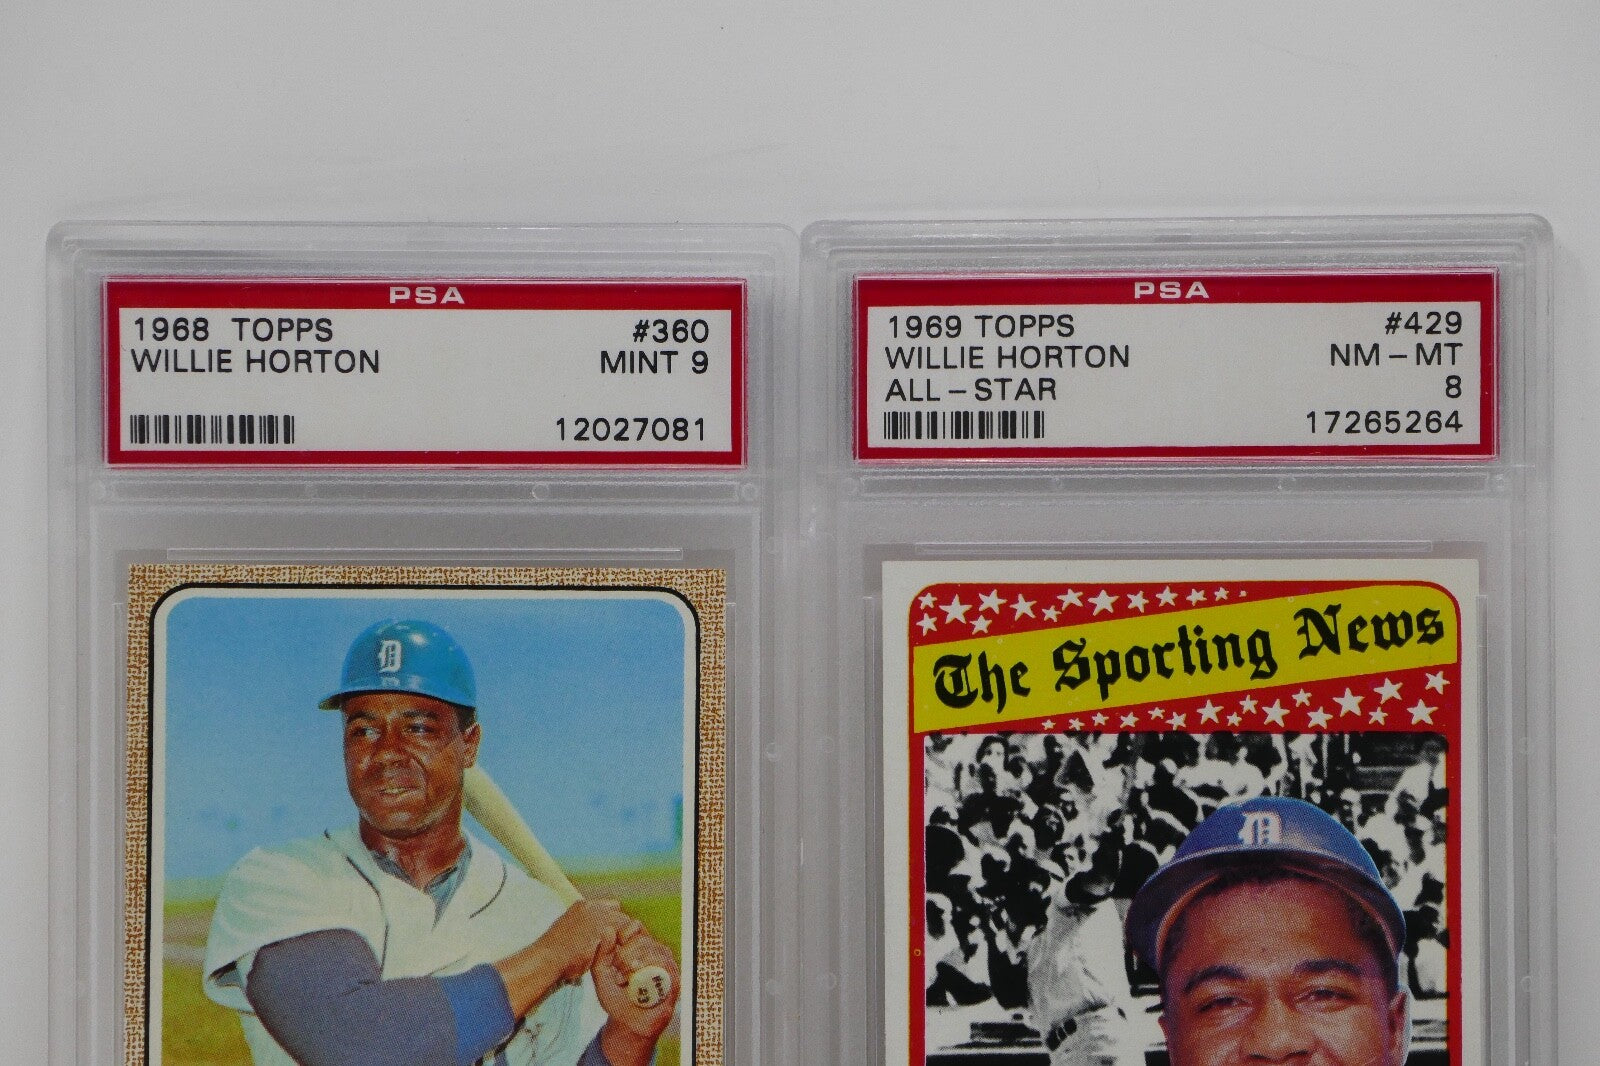 PSA
1968 TOPPS #360
WILLIE HORTON MINT 9
12027081
PSA
1969 TOPPS #429
WILLIE HORTON NM-MT
ALL-STAR 8
17265264
D
The Sporting News
D